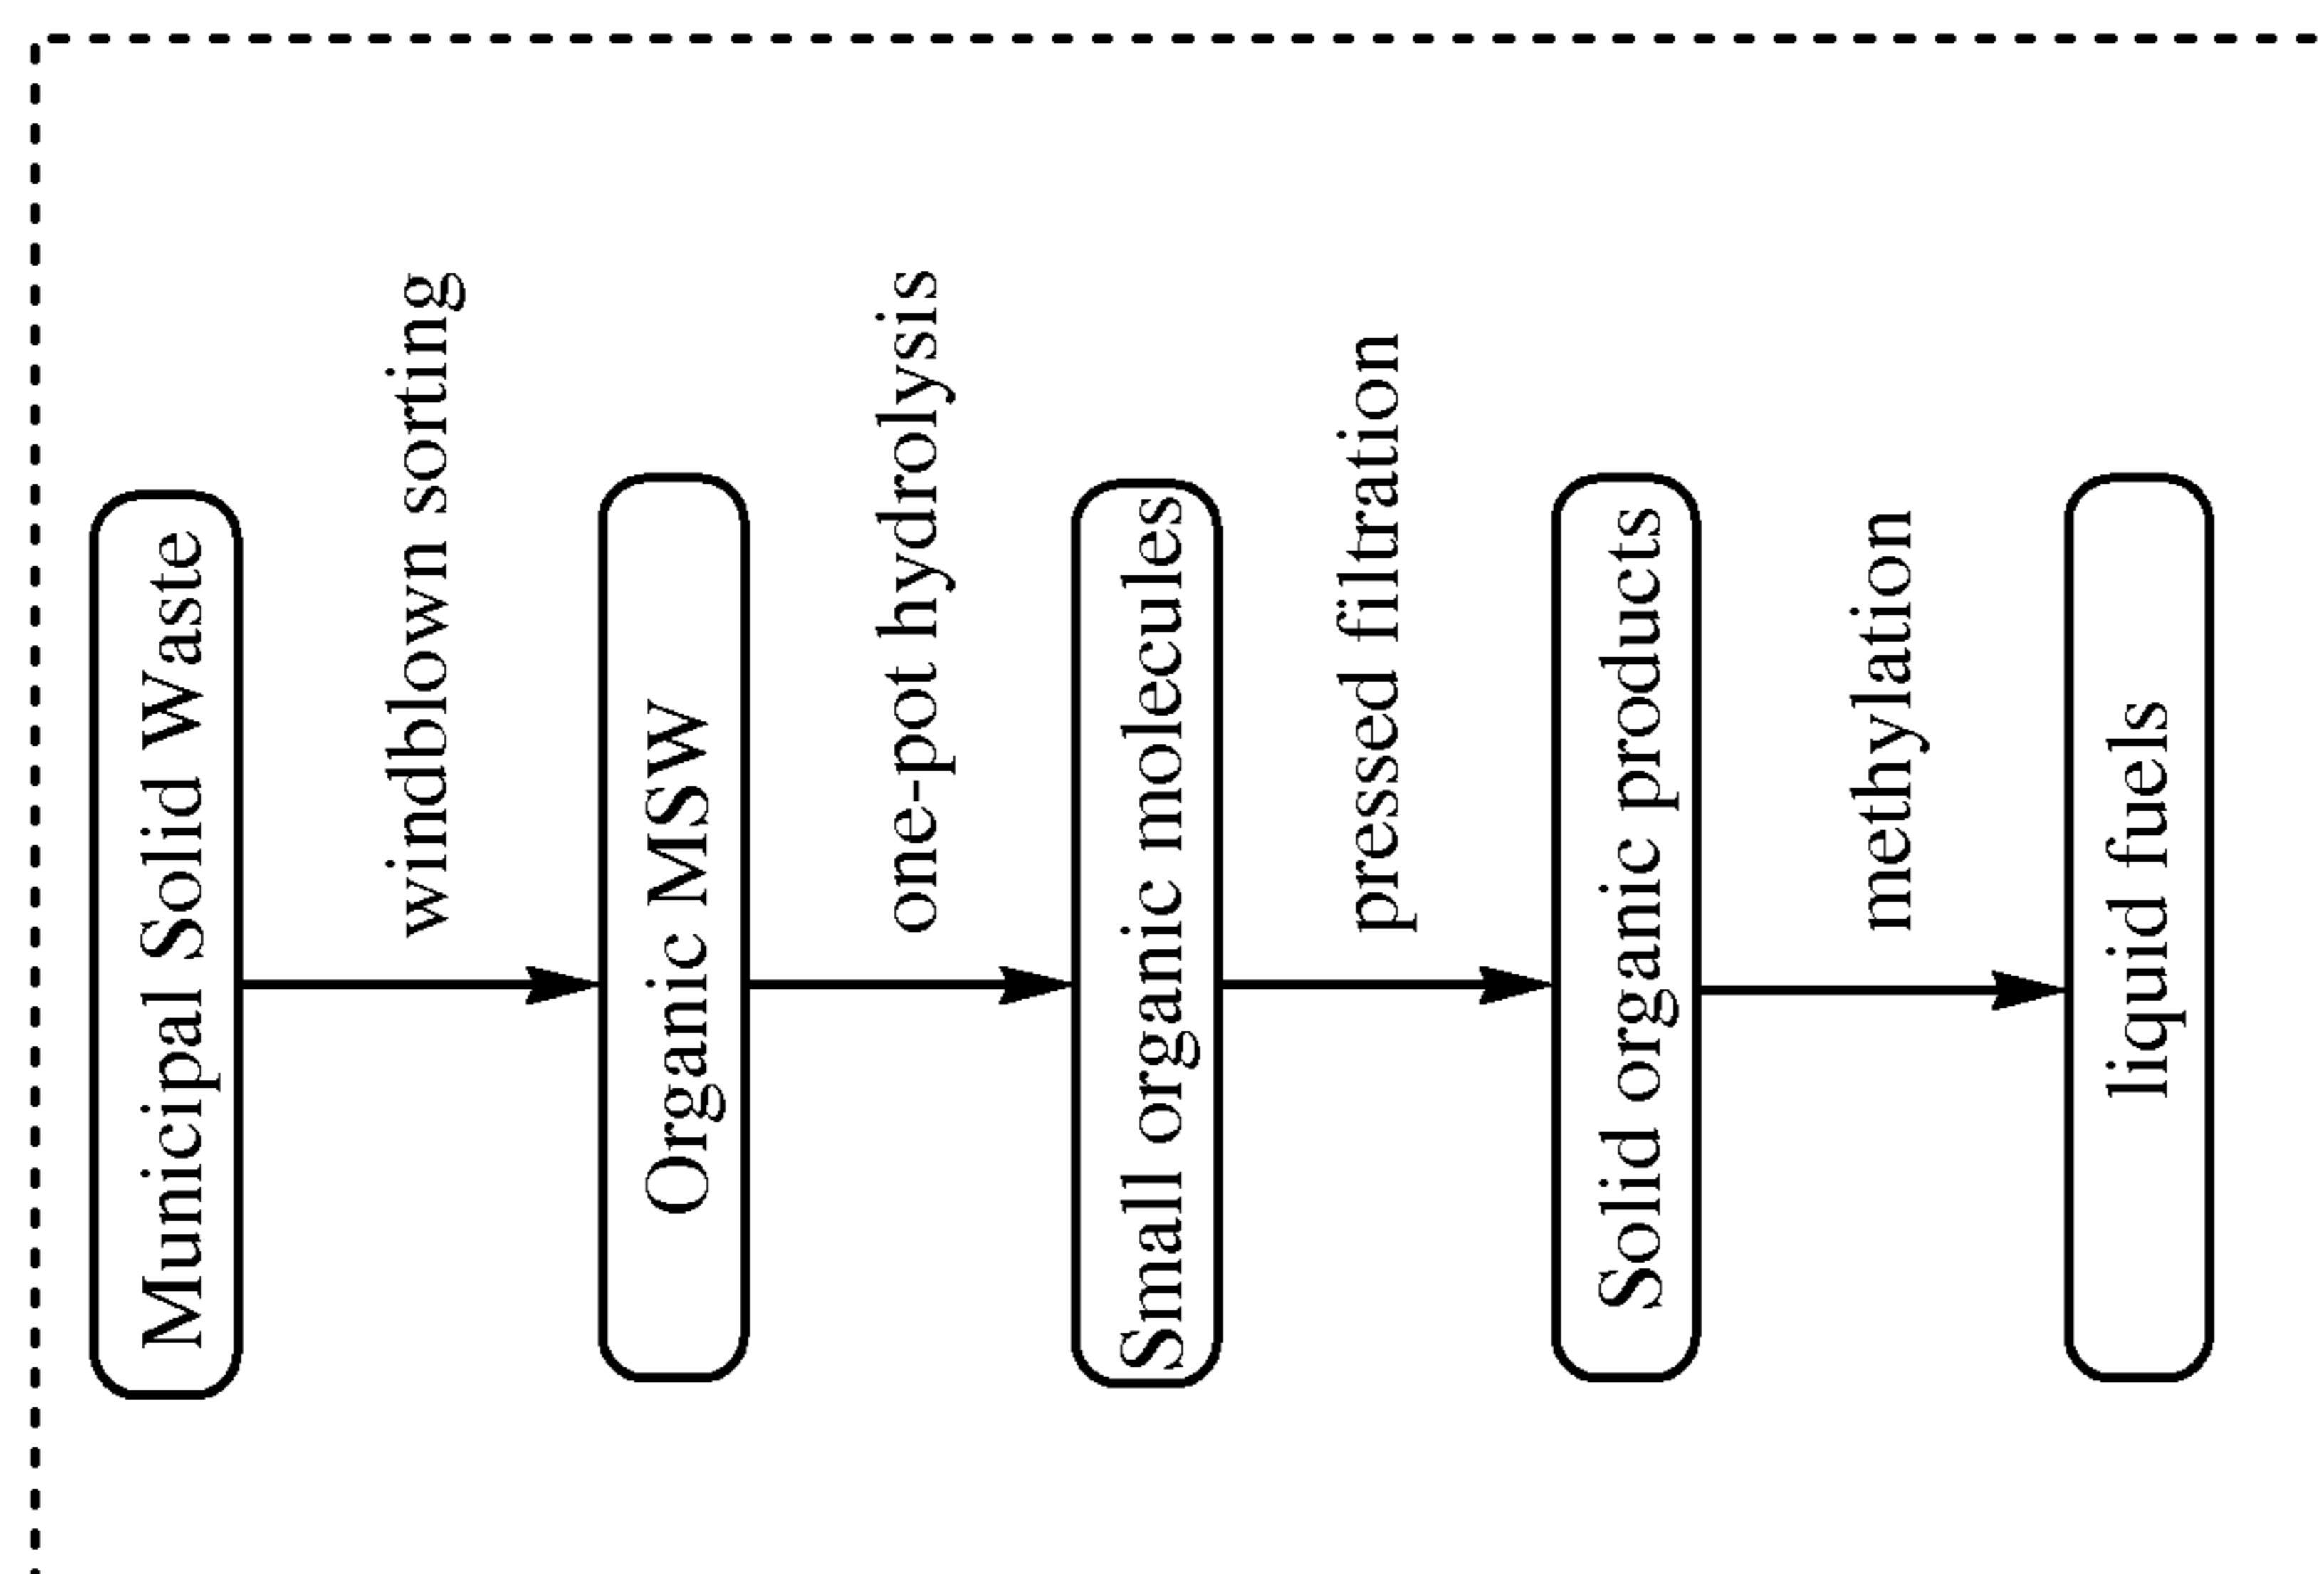 Municipal Solid Waste
windblown sorting
Organic MSW
one-pot hydrolysis
Small organic molecules
pressed filtration
Solid organic products
methylation
liquid fuels